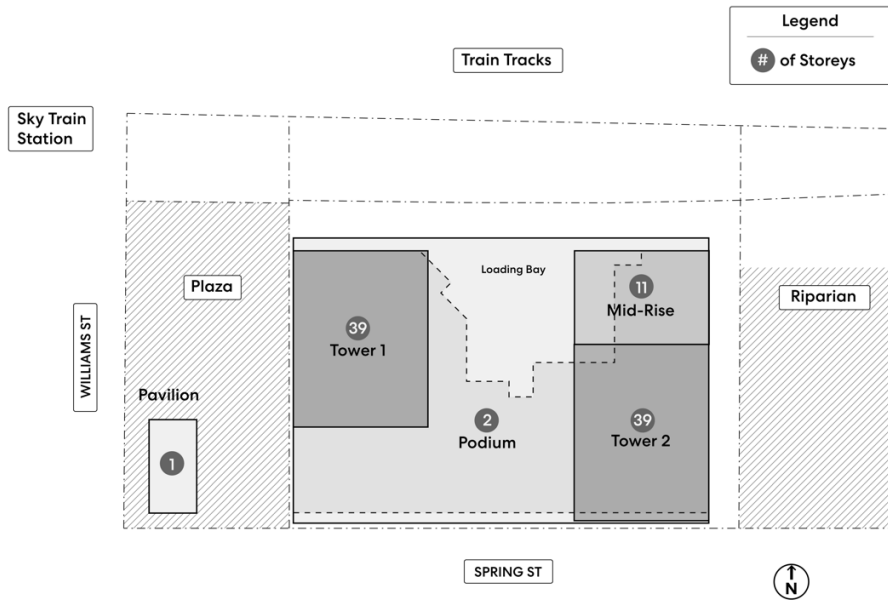 Legend
# of Storeys
Train Tracks
Sky Train
Station
Loading Bay
Plaza
11
Mid-Rise
Riparian
39
Tower 1
WILLIAMS ST
Pavilion
1
2
Podium
39
Tower 2
SPRING ST
N